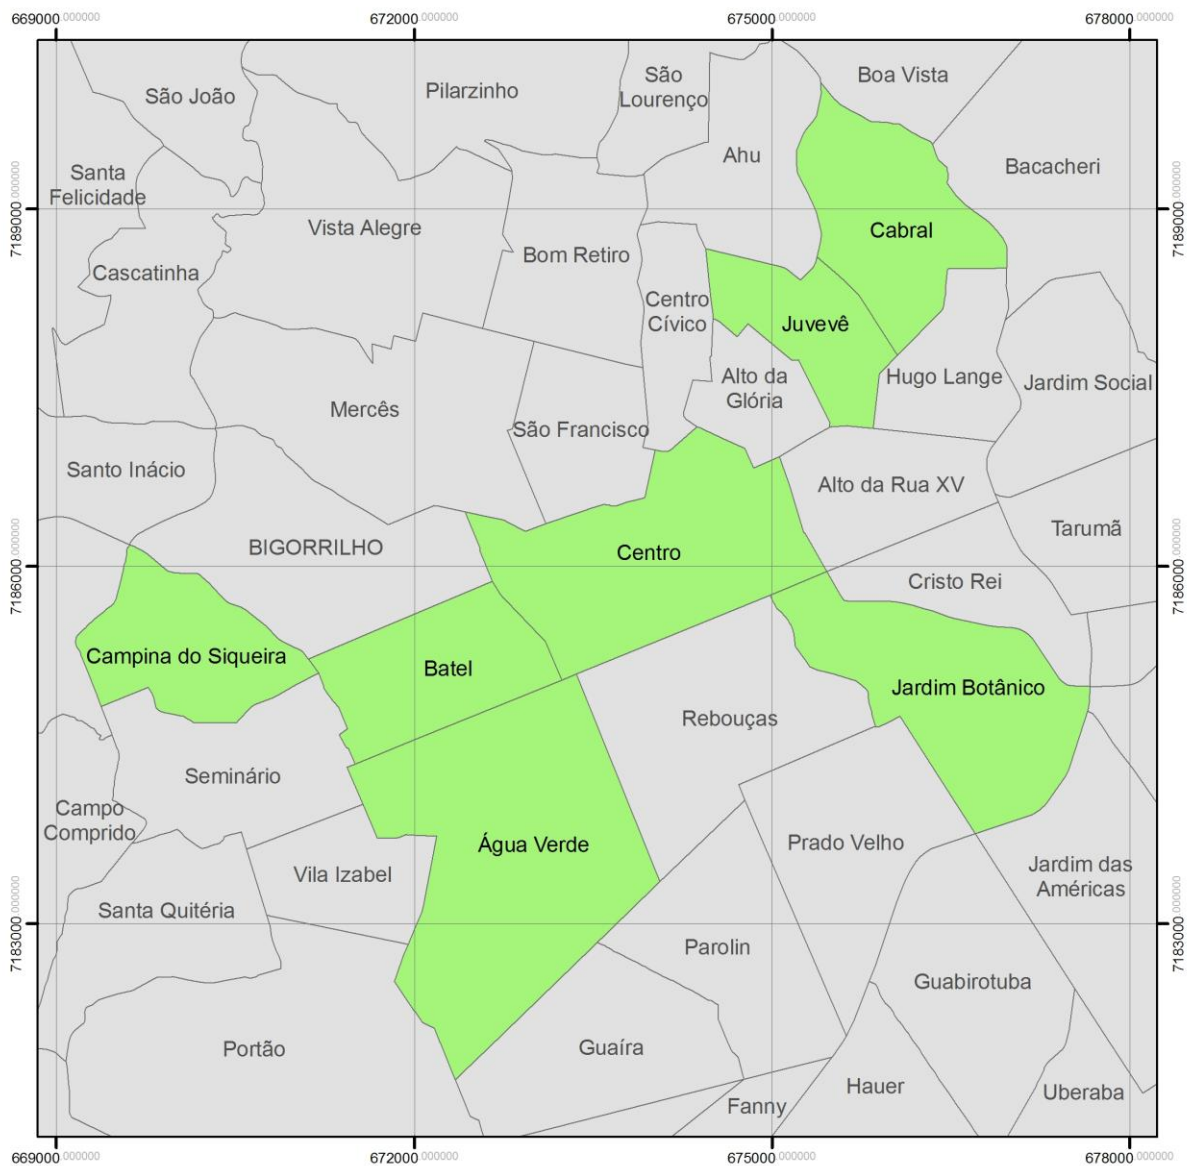 669000.000000 672000.000000 675000.000000 678000.000000
São João
Pilarzinho
São
Lourenço
Boa Vista
Ahu
Bacacheri
Santa
Felicidade
7189000.000000
7189000.000000
Vista Alegre
Cabral
Bom Retiro
Cascatinha
Centro
Cívico
Juvevê
Alto da
Glória
Hugo Lange
Jardim Social
Mercês
São Francisco
Santo Inácio
Alto da Rua XV
Tarumã
BIGORRILHO
Centro
7186000.000000
7186000.000000
Cristo Rei
Campina do Siqueira
Batel
Jardim Botânico
Rebouças
Seminário
Campo
Comprido
Água Verde
Prado Velho
Vila Izabel
Jardim das
Américas
Santa Quitéria
7183000.000000
7183000.000000
Parolin
Guabirotuba
Portão
Guaíra
Hauer
Uberaba
Fanny
669000.000000 672000.000000 675000.000000 678000.000000